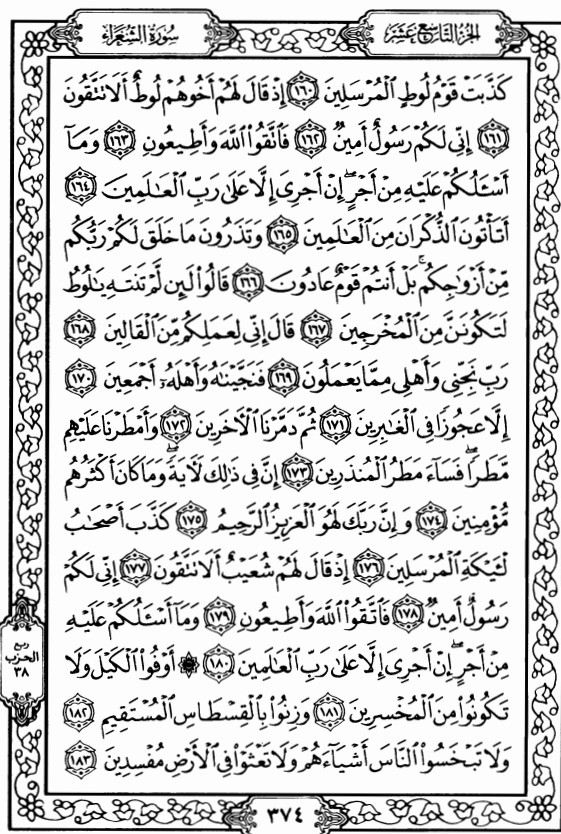 الجزء التاسع عشر
سورة الشعراء
كَذَّبَتْ قَوْمُ لُوطٍ ٱلْمُرْسَلِينَ ١٦٠ إِذْ قَالَ لَهُمْ أَخُوهُمْ لُوطٌ أَلَا تَتَّقُونَ
١٦١ إِنِّى لَكُمْ رَسُولٌ أَمِينٌ ١٦٢ فَٱتَّقُوا۟ ٱللَّهَ وَأَطِيعُونِ ١٦٣ وَمَآ
أَسْـَٔلُكُمْ عَلَيْهِ مِنْ أَجْرٍ ۖ إِنْ أَجْرِىَ إِلَّا عَلَىٰ رَبِّ ٱلْعَـٰلَمِينَ ١٦٤
أَتَأْتُونَ ٱلذُّكْرَانَ مِنَ ٱلْعَـٰلَمِينَ ١٦٥ وَتَذَرُونَ مَا خَلَقَ لَكُمْ رَبُّكُم
مِّنْ أَزْوَٰجِكُم ۚ بَلْ أَنتُمْ قَوْمٌ عَادُونَ ١٦٦ قَالُوا۟ لَئِن لَّمْ تَنتَهِ يَـٰلُوطُ
لَتَكُونَنَّ مِنَ ٱلْمُخْرَجِينَ ١٦٧ قَالَ إِنِّى لِعَمَلِكُم مِّنَ ٱلْقَالِينَ ١٦٨
رَبِّ نَجِّنِى وَأَهْلِى مِمَّا يَعْمَلُونَ ١٦٩ فَنَجَّيْنَـٰهُ وَأَهْلَهُۥٓ أَجْمَعِينَ ١٧٠
إِلَّا عَجُوزًا فِى ٱلْغَـٰبِرِينَ ١٧١ ثُمَّ دَمَّرْنَا ٱلْـَٔاخَرِينَ ١٧٢ وَأَمْطَرْنَا عَلَيْهِم
مَّطَرًا ۖ فَسَآءَ مَطَرُ ٱلْمُنذَرِينَ ١٧٣ إِنَّ فِى ذَٰلِكَ لَـَٔايَةً ۖ وَمَا كَانَ أَكْثَرُهُم
مُّؤْمِنِينَ ١٧٤ وَإِنَّ رَبَّكَ لَهُوَ ٱلْعَزِيزُ ٱلرَّحِيمُ ١٧٥ كَذَّبَ أَصْحَـٰبُ
لْـَٔيْكَةِ ٱلْمُرْسَلِينَ ١٧٦ إِذْ قَالَ لَهُمْ شُعَيْبٌ أَلَا تَتَّقُونَ ١٧٧ إِنِّى لَكُمْ
رَسُولٌ أَمِينٌ ١٧٨ فَٱتَّقُوا۟ ٱللَّهَ وَأَطِيعُونِ ١٧٩ وَمَآ أَسْـَٔلُكُمْ عَلَيْهِ
مِنْ أَجْرٍ ۖ إِنْ أَجْرِىَ إِلَّا عَلَىٰ رَبِّ ٱلْعَـٰلَمِينَ ١٨٠ ۞ أَوْفُوا۟ ٱلْكَيْلَ وَلَا
تَكُونُوا۟ مِنَ ٱلْمُخْسِرِينَ ١٨١ وَزِنُوا۟ بِٱلْقِسْطَاسِ ٱلْمُسْتَقِيمِ ١٨٢
وَلَا تَبْخَسُوا۟ ٱلنَّاسَ أَشْيَآءَهُمْ وَلَا تَعْثَوْا۟ فِى ٱلْأَرْضِ مُفْسِدِينَ ١٨٣
ربع
الحزب
٣٨
٣٧٤